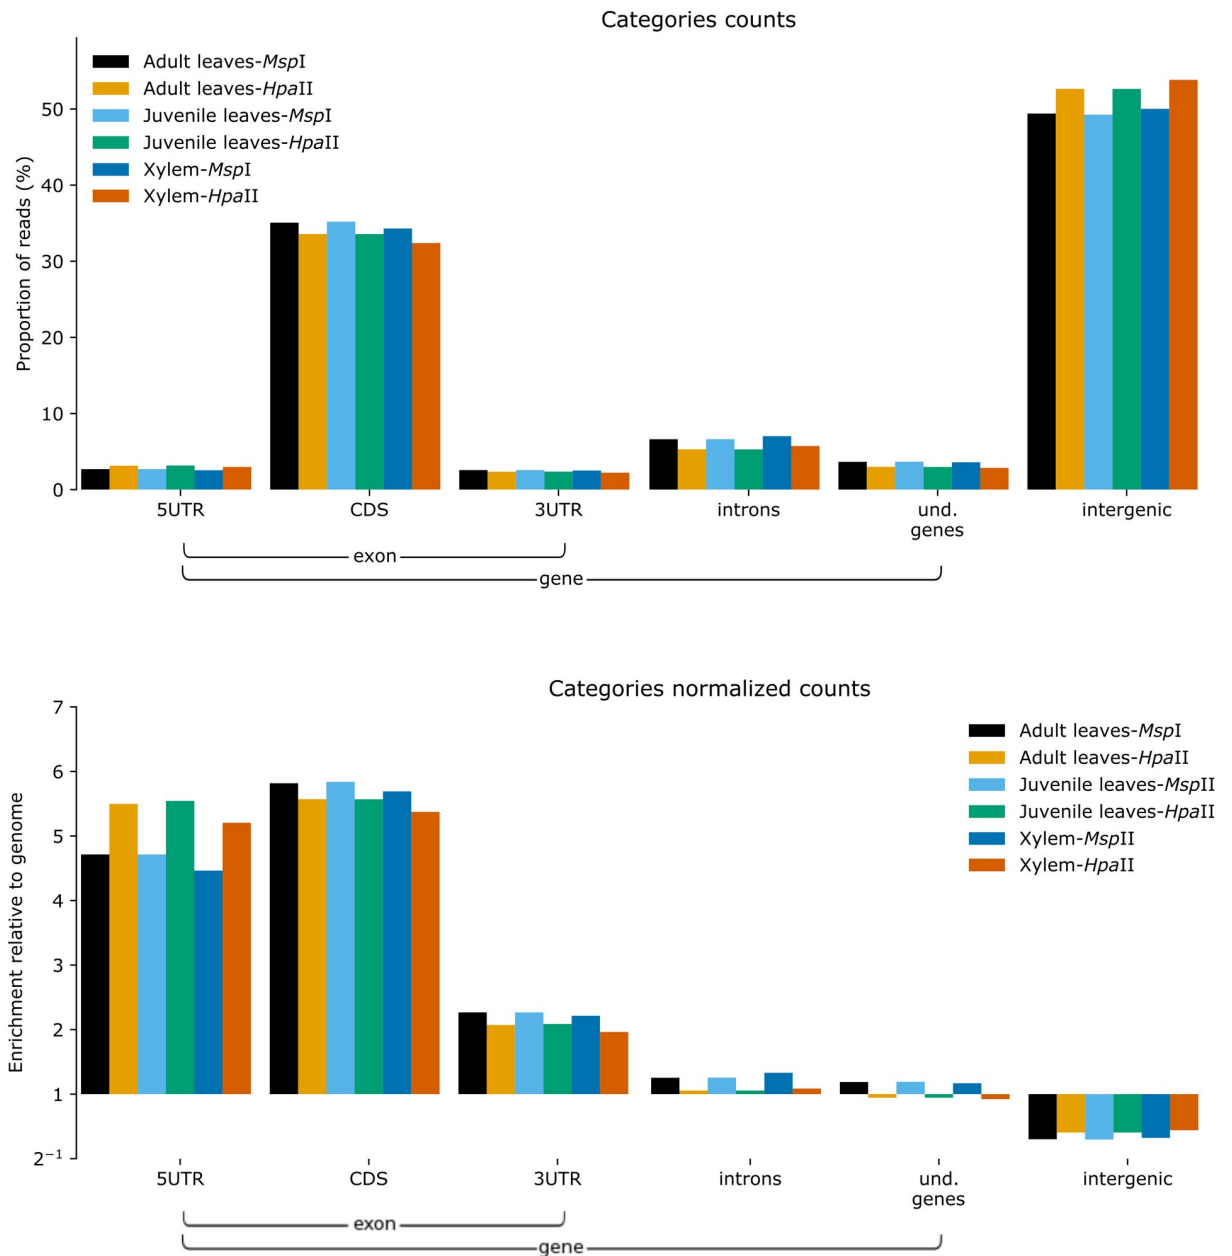 Categories counts
Adult leaves-MspI
Adult leaves-HpaII
Juvenile leaves-MspI
Juvenile leaves-HpaII
Xylem-MspI
Xylem-HpaII
Proportion of reads (%)
50
40
30
20
10
0
5UTR CDS 3UTR introns und. genes intergenic
exon
gene
Categories normalized counts
Adult leaves-MspI
Adult leaves-HpaII
Juvenile leaves-MspII
Juvenile leaves-HpaII
Xylem-MspII
Xylem-HpaII
Enrichment relative to genome
7
6
5
4
3
2
1
2⁻¹
5UTR CDS 3UTR introns und. genes intergenic
exon
gene